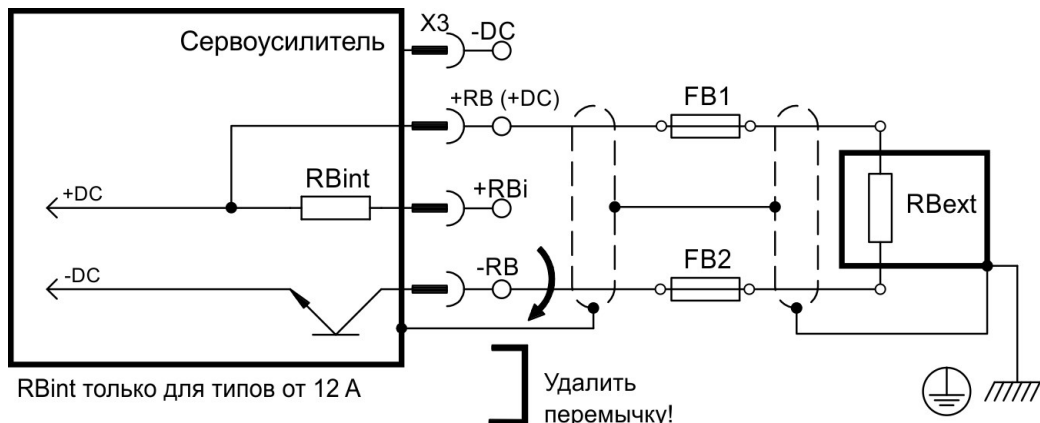 Сервоусилитель
X3
-DC
+RB (+DC)
FB1
+DC
RBint
+RBi
RBext
-DC
-RB
FB2
RBint только для типов от 12 A
Удалить
перемычку!